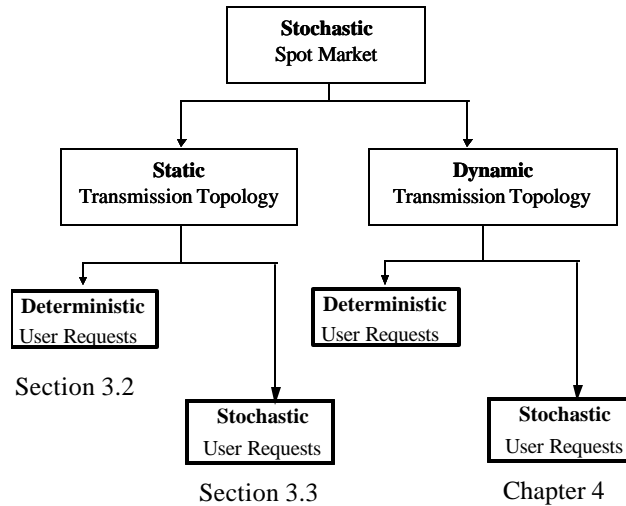 Stochastic
Spot Market
Static
Transmission Topology
Dynamic
Transmission Topology
Deterministic
User Requests
Deterministic
User Requests
Section 3.2
Stochastic
User Requests
Stochastic
User Requests
Section 3.3
Chapter 4